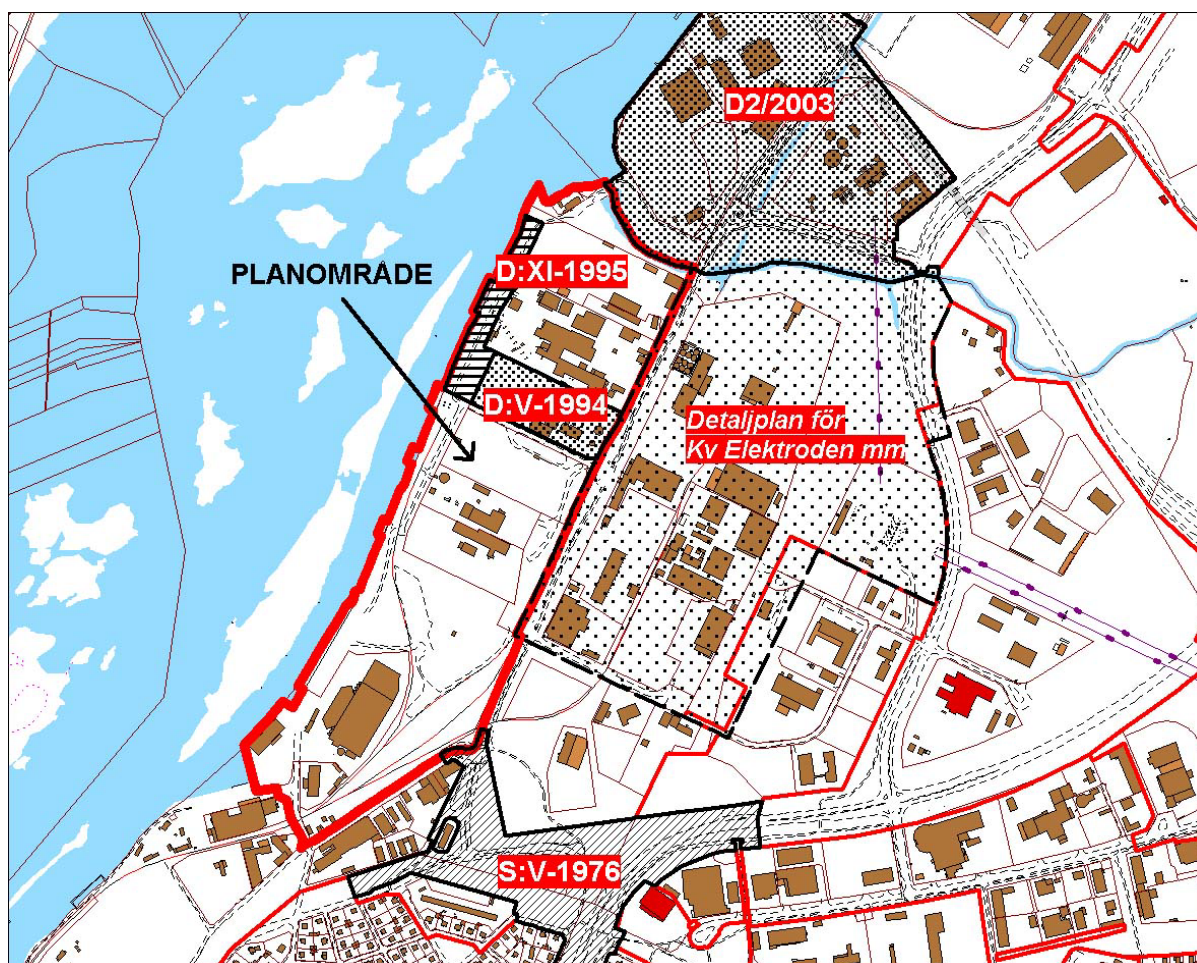 D2/2003
D:XI-1995
PLANOMRÅDE
D:V-1994
Detaljplan för
Kv Elektroden mm
S:V-1976